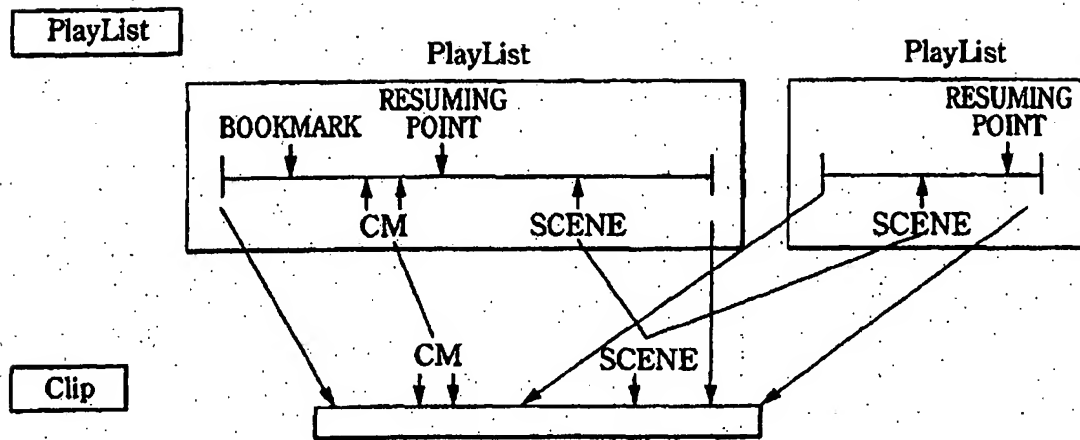 PlayList
PlayList
PlayList
BOOKMARK
RESUMING
POINT
CM
SCENE
RESUMING
POINT
SCENE
CM
SCENE
Clip